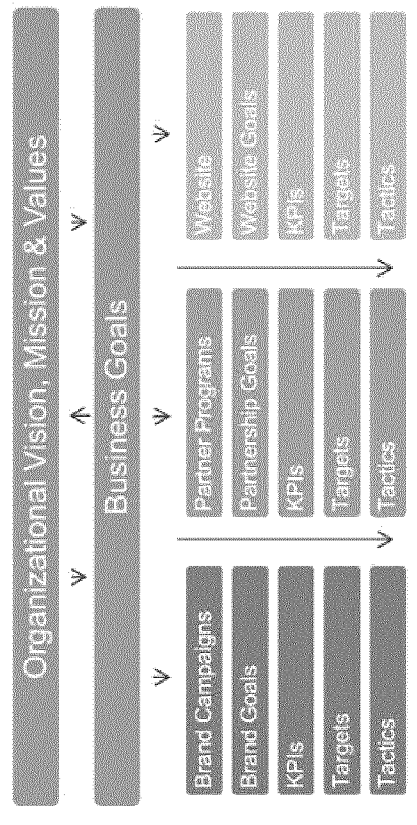 Organizational Vision, Mission & Values
Business Goals
Brand Campaigns
Brand Goals
KPIs
Targets
Tactics
Partner Programs
Partnership Goals
KPIs
Targets
Tactics
Website
Website Goals
KPIs
Targets
Tactics